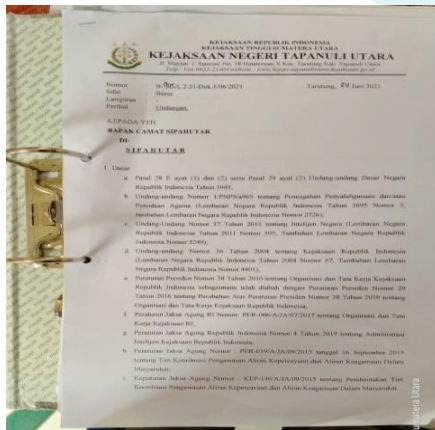 KEJAKSAAN REPUBLIK INDONESIA
KEJAKSAAN TINGGI SUMATERA UTARA
KEJAKSAAN NEGERI TAPANULI UTARA
Jl. Mayjen J. Samosir No. Hutatoruan X Kec. Tarutung Kab. Tapanuli Utara
Nomor
Tarutung, 24 Juni 2021
Sifat : Biasa
Lampiran : -
Perihal : Undangan.
KEPADA YTH
BAPAK CAMAT SIPAHUTAR
DI-
SIPAHUTAR
1. Dasar
a. Pasal 28 E ayat (1) dan (2) serta Pasal 29 ayat (2) Undang-undang Dasar Negara
Republik Indonesia Tahun 1945,
b. Undang-undang Nomor tentang Pencegahan Penyalahgunaan dan/atau
Penodaan Agama (Lembaran Negara Republik Indonesia Tahun Nomor 3,
tambahan Lembaran Negara Republik Indonesia Nomor 2726);
c. Undang-Undang Nomor 17 Tahun 2011 tentang Intelijen Negara (Lembaran Negara
Republik Indonesia Tahun 2011 Nomor 105, Tambahan Lembaran Negara Republik
Indonesia Nomor 5249);
d. Undang-undang Nomor 16 Tahun 2004 tentang Kejaksaan Republik Indonesia
(Lembaran Negara Republik Indonesia Tahun 2004 Nomor 67, Tambahan Lembaran
Negara Republik Indonesia Nomor 4401);
e. Peraturan Presiden Nomor 38 Tahun 2010 tentang Organisasi dan Tata Kerja Kejaksaan
Republik Indonesia sebagaimana telah diubah dengan Peraturan Presiden Nomor 29
Tahun 2016 tentang Perubahan Atas Peraturan Presiden Nomor 38 Tahun 2010 tentang
Organisasi dan Tata Kerja Kejaksaan Republik Indonesia,
f. Peraturan Jaksa Agung RI Nomor: PER-006/A/JA/07/2017 tentang Organisasi dan Tata
Kerja Kejaksaan RI;
g. Peraturan Jaksa Agung Republik Indonesia Nomor 4 Tahun 2019 tentang Administrasi
Intelijen Kejaksaan Republik Indonesia;
h. Peraturan Jaksa Agung Nomor : PER-019/A/JA/09/2015 tanggal 16 September 2015
tentang Tim Koordinasi Pengawasan Aliran Kepercayaan dan Aliran Keagamaan Dalam
Masyarakat;
i. Keputusan Jaksa Agung Nomor : KEP-146/A/JA/09/2015 tentang Pembentukan Tim
Koordinasi Pengawasan Aliran Kepercayaan dan Aliran Keagamaan Dalam Masyarakat